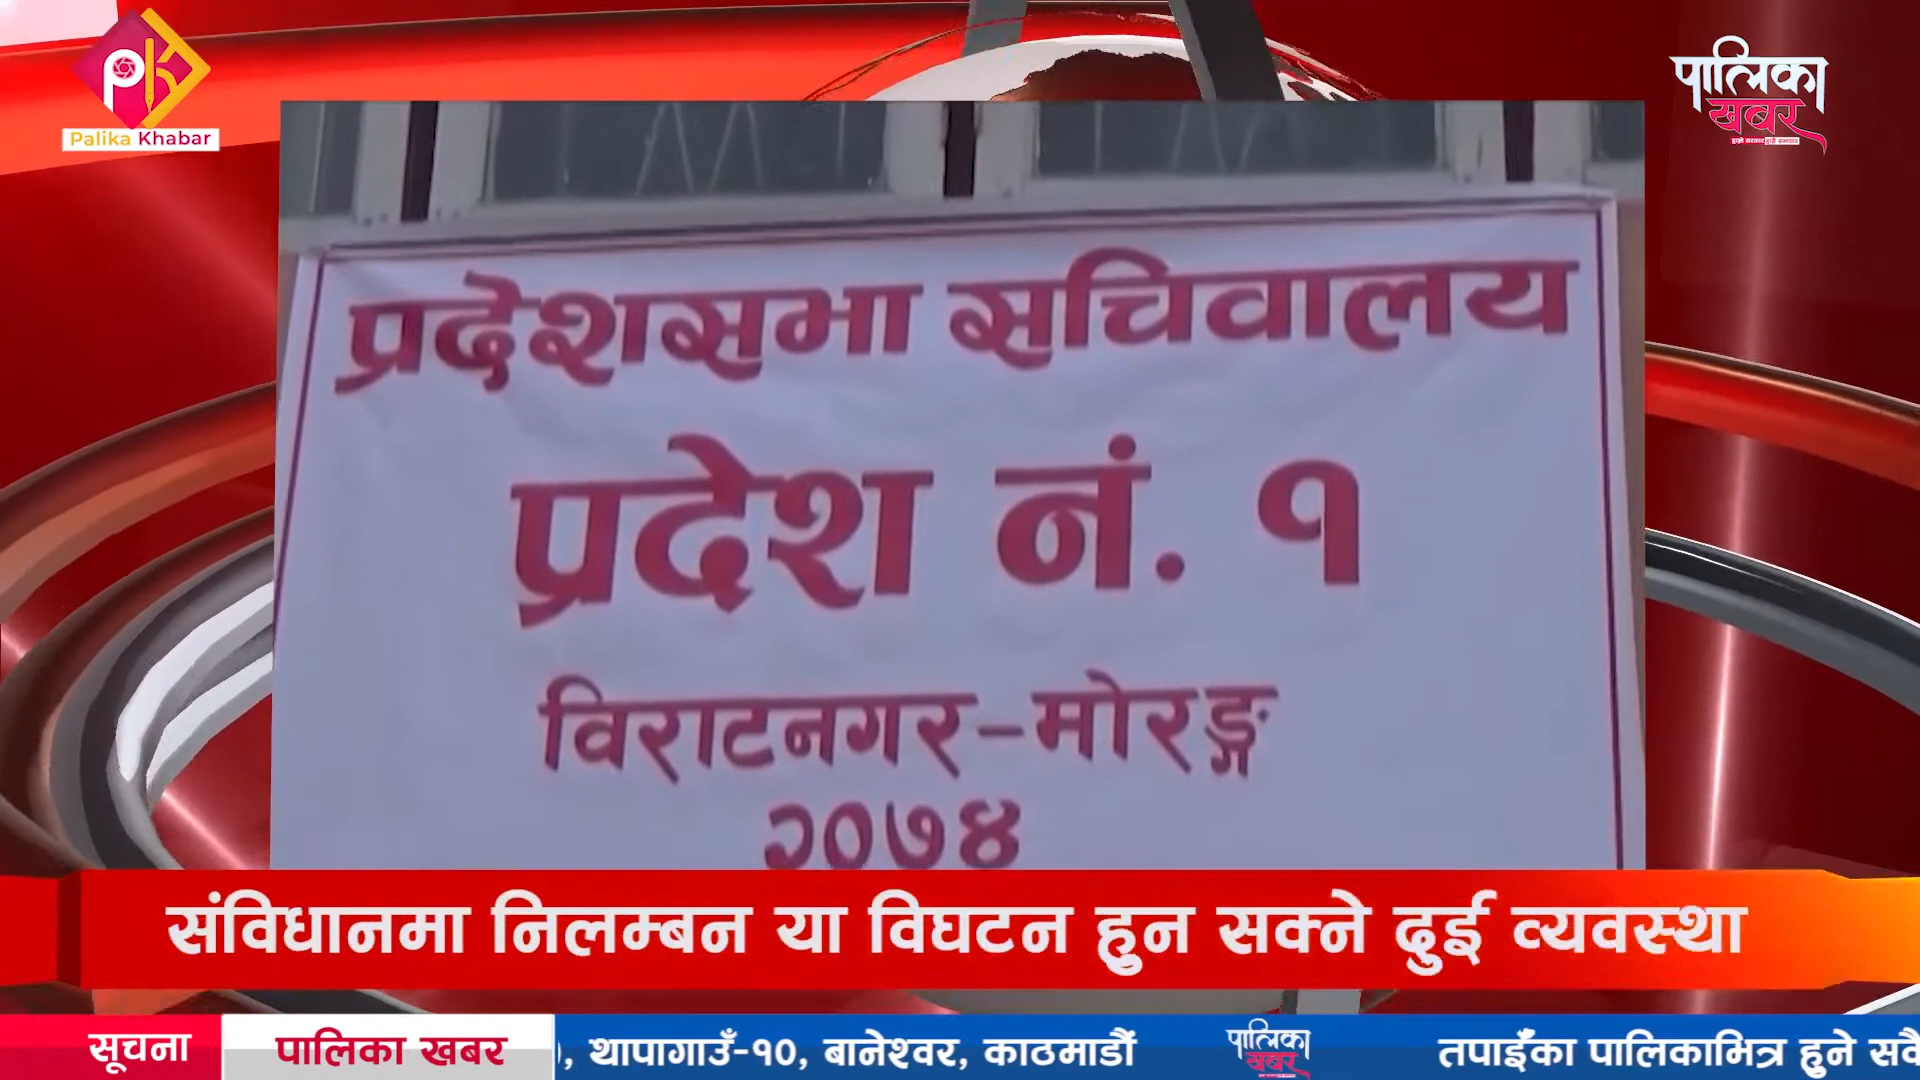 PK
Palika Khabar
पालिका
खबर
प्रदेशसभा सचिवालय
प्रदेश नं. १
विराटनगर-मोरङ्ग
२०७४
संविधानमा निलम्बन या विघटन हुन सक्ने दुई व्यवस्था
सूचना पालिका खबर , थापागाउँ-१०, बानेश्वर, काठमाडौं पालिका खबर तपाईंका पालिकाभित्र हुने सबै